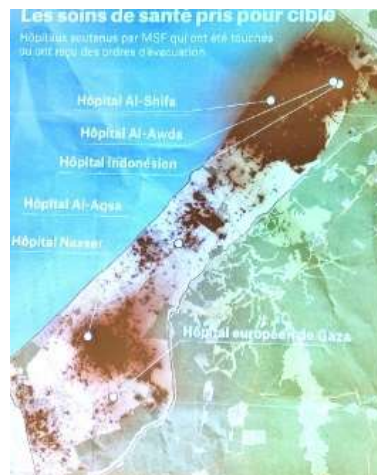 Les soins de santé pris pour cible
Hôpitaux soutenus par MSF qui ont été touchés
ou ont reçu des ordres d'évacuation
Hôpital Al-Shifa
Hôpital Al-Awda
Hôpital Indonésien
Hôpital Al-Aqsa
Hôpital Nasser
Hôpital européen de Gaza